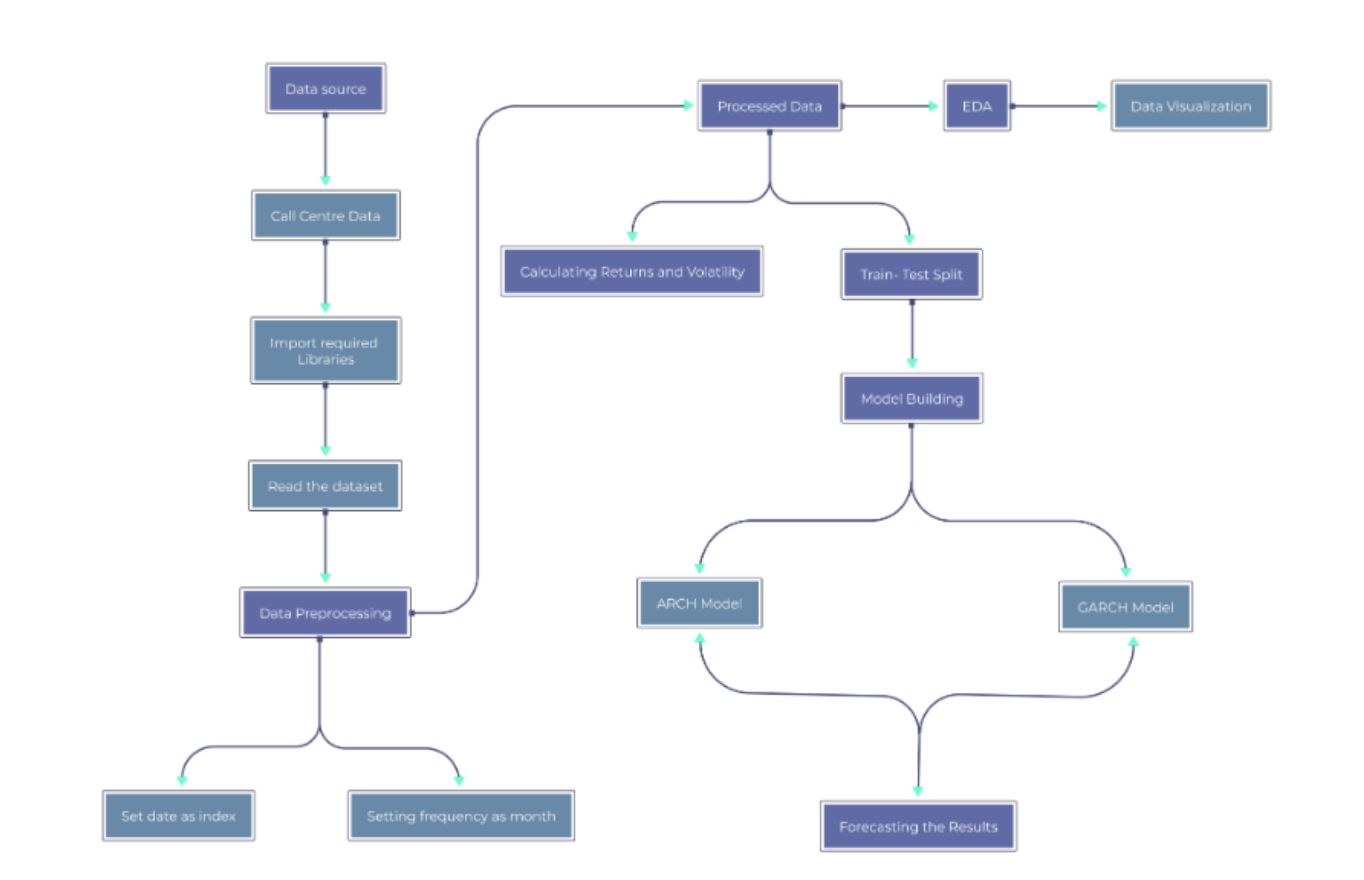 Data source
Call Centre Data
Import required
Libraries
Read the dataset
Data Preprocessing
Set date as index
Setting frequency as month
Processed Data
EDA
Data Visualization
Calculating Returns and Volatility
Train- Test Split
Model Building
ARCH Model
GARCH Model
Forecasting the Results